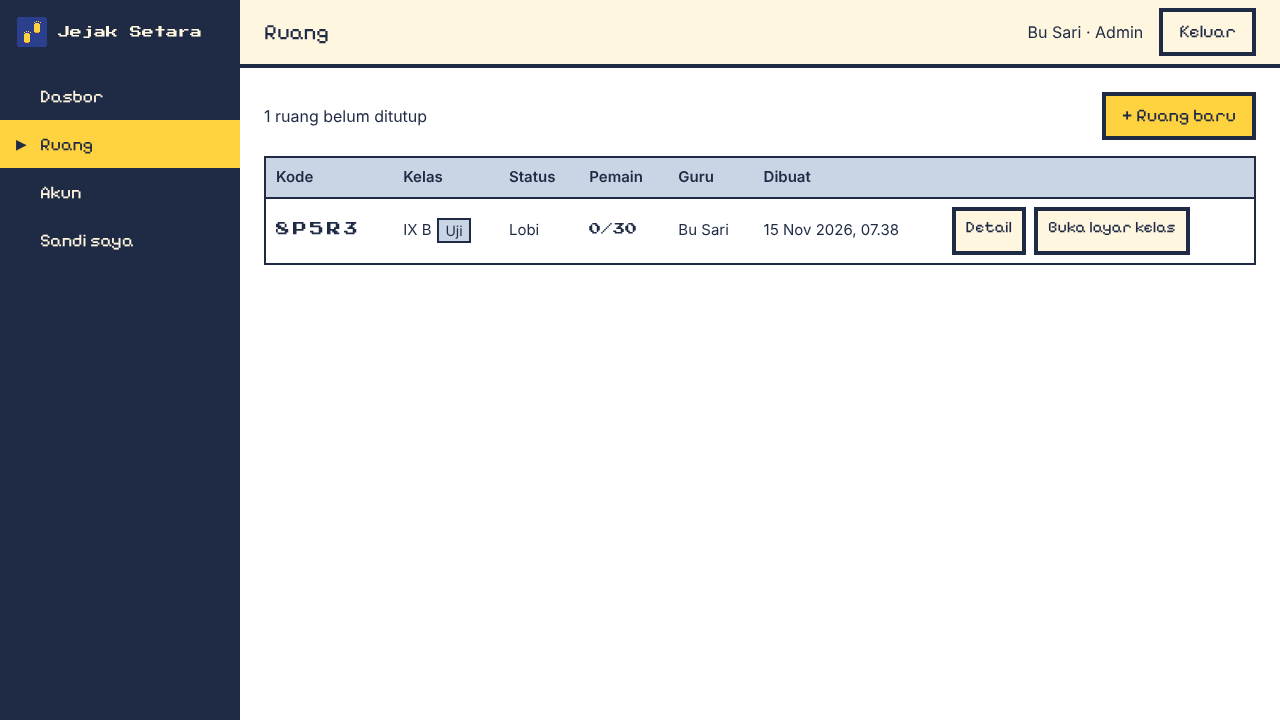 Jejak Setara
Dasbor
▶ Ruang
Akun
Sandi saya
Ruang
Bu Sari · Admin
Keluar
1 ruang belum ditutup
+ Ruang baru
Kode Kelas Status Pemain Guru Dibuat
8P5R3 IX B Uji Lobi 0/30 Bu Sari 15 Nov 2026, 07.38 Detail Buka layar kelas